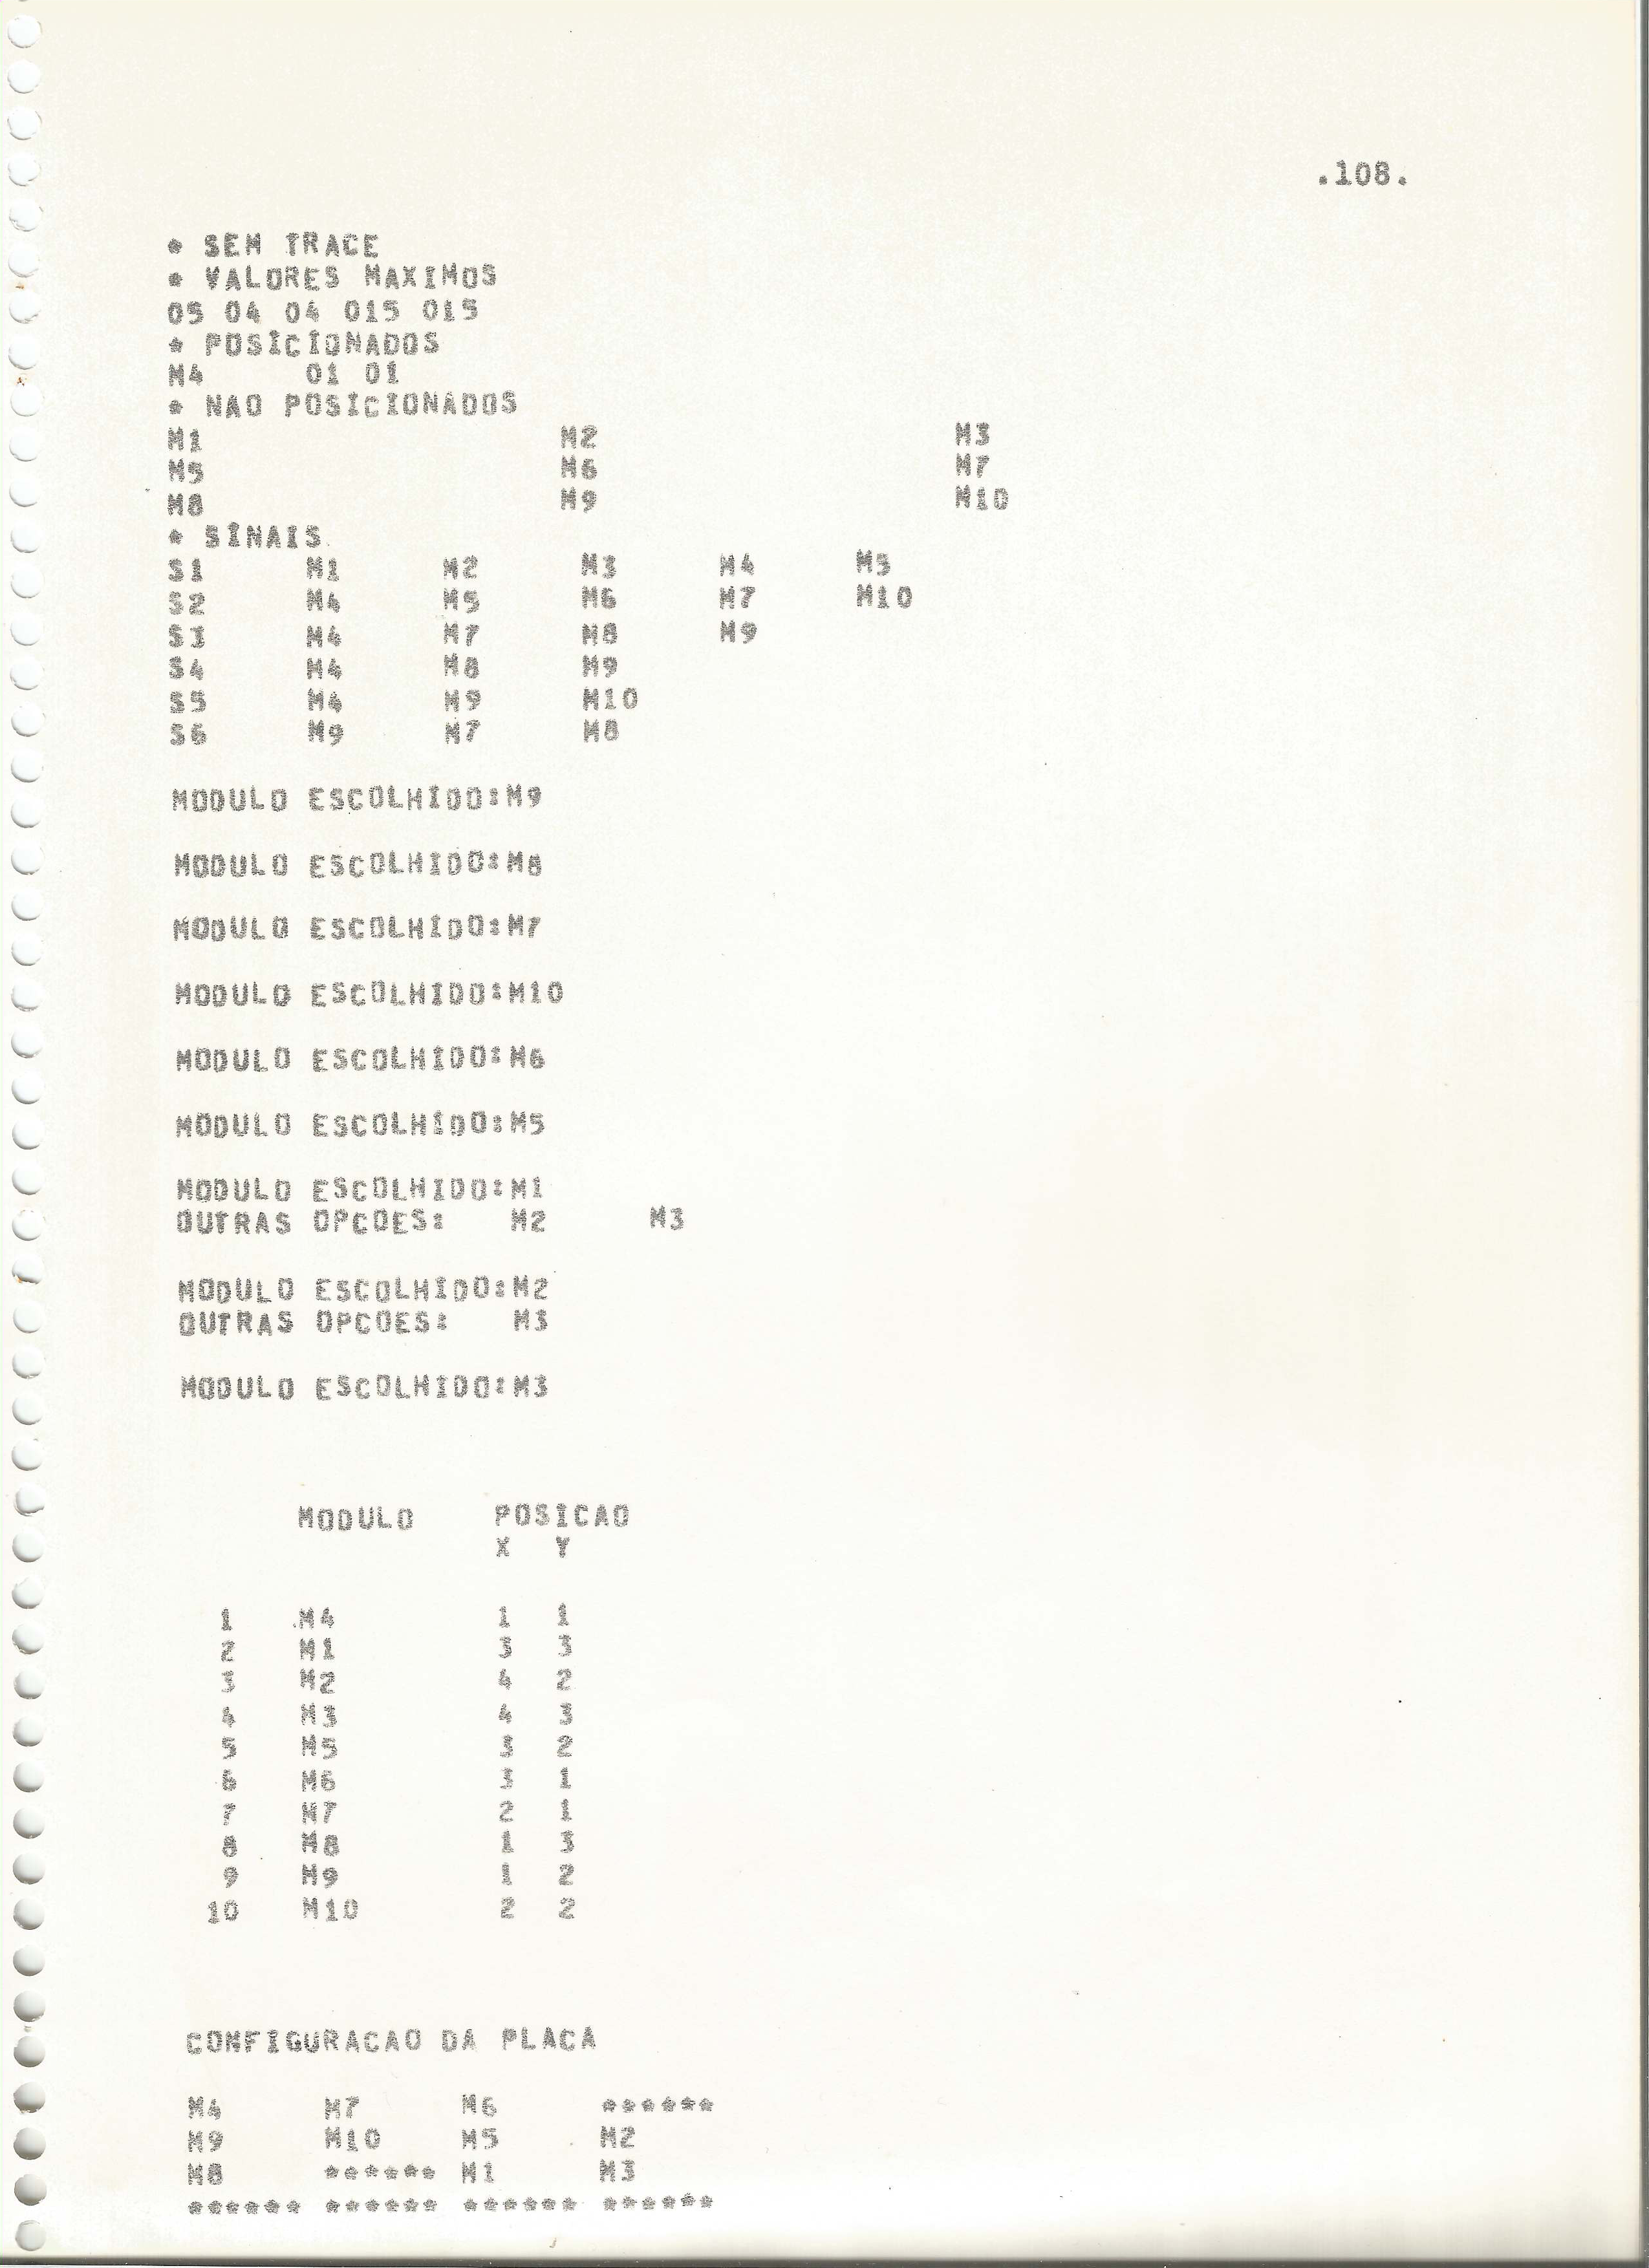 .108.
* SEM TRACE
* VALORES MAXIMOS
05 04 04 015 015
* POSICIONADOS
M4 01 01
* NAO POSICIONADOS
M1 M2 M3
M5 M6 M7
M8 M9 M10
* SINAIS
S1 M1 M2 M3 M4 M5
S2 M4 M5 M6 M7 M10
S3 M4 M7 M8 M9
S4 M4 M8 M9
S5 M4 M9 M10
S6 M9 M7 M8
MODULO ESCOLHIDO:M9
MODULO ESCOLHIDO:M8
MODULO ESCOLHIDO:M7
MODULO ESCOLHIDO:M10
MODULO ESCOLHIDO:M6
MODULO ESCOLHIDO:M5
MODULO ESCOLHIDO:M1
OUTRAS OPCOES: M2 M3
MODULO ESCOLHIDO:M2
OUTRAS OPCOES: M3
MODULO ESCOLHIDO:M3
MODULO POSICAO
X Y
1 M4 1 1
2 M1 3 3
3 M2 4 2
4 M3 4 3
5 M5 3 2
6 M6 3 1
7 M7 2 1
8 M8 1 3
9 M9 1 2
10 M10 2 2
CONFIGURACAO DA PLACA
M4 M7 M6 ******
M9 M10 M5 M2
M8 ****** M1 M3
****** ****** ****** ******